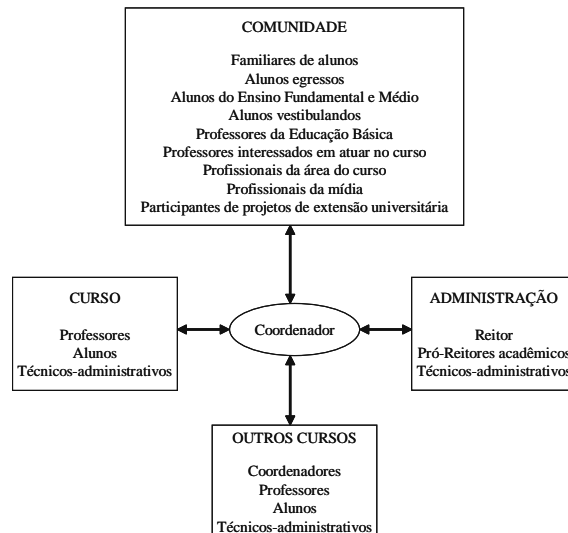 COMUNIDADE
Familiares de alunos
Alunos egressos
Alunos do Ensino Fundamental e Médio
Alunos vestibulandos
Professores da Educação Básica
Professores interessados em atuar no curso
Profissionais da área do curso
Profissionais da mídia
Participantes de projetos de extensão universitária
CURSO
Professores
Alunos
Técnicos-administrativos
Coordenador
ADMINISTRAÇÃO
Reitor
Pró-Reitores acadêmicos
Técnicos-administrativos
OUTROS CURSOS
Coordenadores
Professores
Alunos
Técnicos-administrativos